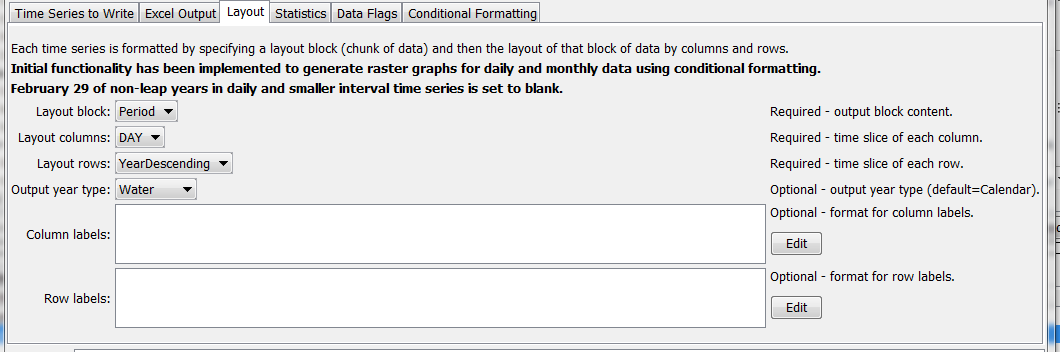 Time Series to Write Excel Output Layout Statistics Data Flags Conditional Formatting
Each time series is formatted by specifying a layout block (chunk of data) and then the layout of that block of data by columns and rows.
Initial functionality has been implemented to generate raster graphs for daily and monthly data using conditional formatting.
February 29 of non-leap years in daily and smaller interval time series is set to blank.
Layout block: Period Required - output block content.
Layout columns: DAY Required - time slice of each column.
Layout rows: YearDescending Required - time slice of each row.
Output year type: Water Optional - output year type (default=Calendar).
Optional - format for column labels.
Column labels:
Edit
Optional - format for row labels.
Row labels:
Edit